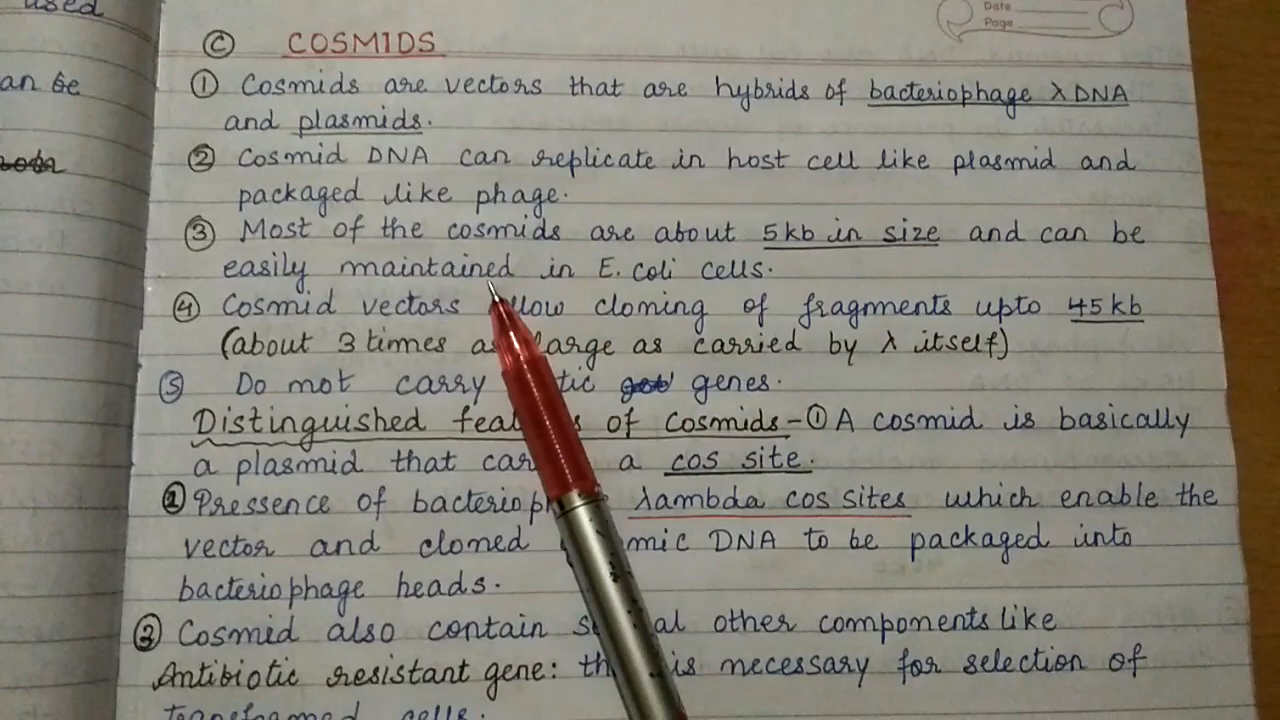 used
Date
Page
an be
© COSMIDS
① Cosmids are vectors that are hybrids of bacteriophage λ DNA
and plasmids.
② Cosmid DNA can replicate in host cell like plasmid and
packaged like phage.
③ Most of the cosmids are about 5kb in size and can be
easily maintained in E. coli cells.
④ Cosmid vectors allow cloning of fragments upto 45kb
(about 3 times as large as carried by λ itself)
⑤ Do not carry tic genes.
Distinguished feat s of Cosmids - ① A cosmid is basically
a plasmid that car a cos site.
② Pressence of bacterioph λambda cos sites which enable the
vector and cloned mic DNA to be packaged into
bacteriophage heads.
③ Cosmid also contain s al other components like
Antibiotic resistant gene: th is necessary for selection of
transformed cells.